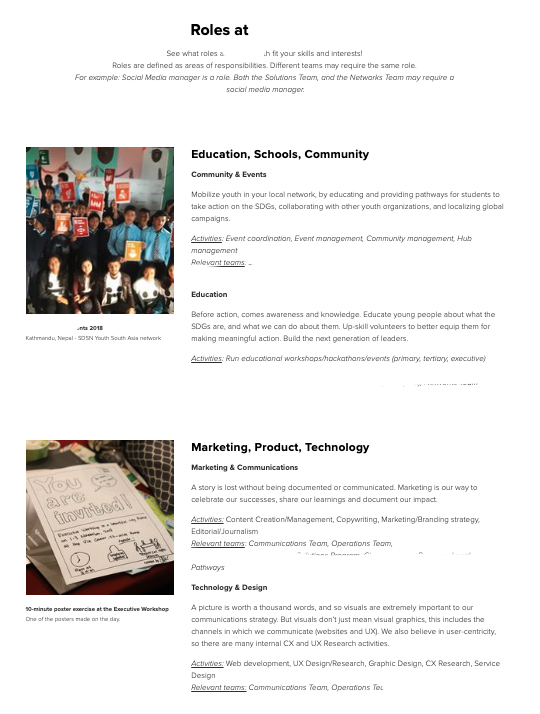 Roles at
See what roles
fit your skills and interests!
Roles are defined as areas of responsibilities. Different teams may require the same role.
For example: Social Media manager is a role. Both the Solutions Team, and the Networks Team may require a
social media manager.
Education, Schools, Community
Community & Events
Mobilize youth in your local network, by educating and providing pathways for students to
take action on the SDGs, collaborating with other youth organizations, and localizing global
campaigns.
Activities: Event coordination, Event management, Community management, Hub
management
Relevant teams:
2018
Kathmandu, Nepal - SDSN Youth South Asia network
Education
Before action, comes awareness and knowledge. Educate young people about what the
SDGs are, and what we can do about them. Up-skill volunteers to better equip them for
making meaningful action. Build the next generation of leaders.
Activities: Run educational workshops/hackathons/events (primary, tertiary, executive)
Marketing, Product, Technology
Marketing & Communications
A story is lost without being documented or communicated. Marketing is our way to
celebrate our successes, share our learnings and document our impact.
Activities: Content Creation/Management, Copywriting, Marketing/Branding strategy,
Editorial/Journalism
Relevant teams: Communications Team, Operations Team,
Pathways
You are invited!
10-minute poster exercise at the Executive Workshop
One of the posters made on the day.
Technology & Design
A picture is worth a thousand words, and so visuals are extremely important to our
communications strategy. But visuals don't just mean visual graphics, this includes the
channels in which we communicate (websites and UX). We also believe in user-centricity,
so there are many internal CX and UX Research activities.
Activities: Web development, UX Design/Research, Graphic Design, CX Research, Service
Design
Relevant teams: Communications Team, Operations